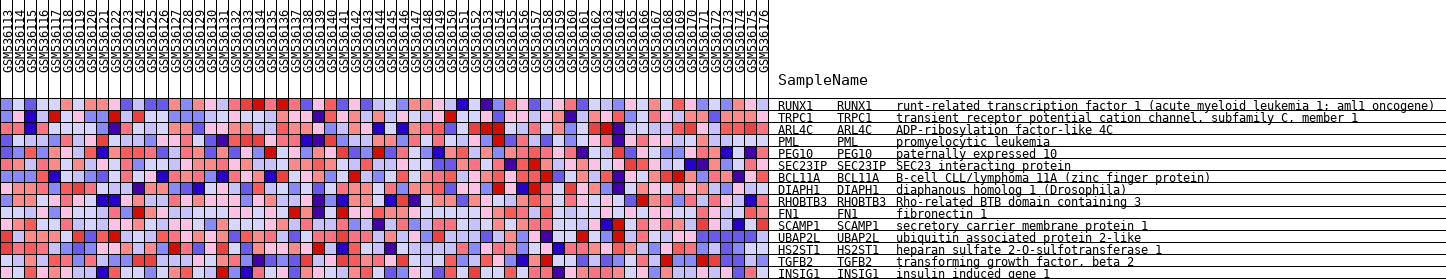 GSM536113
GSM536114
GSM536115
GSM536116
GSM536117
GSM536118
GSM536119
GSM536120
GSM536121
GSM536122
GSM536123
GSM536124
GSM536125
GSM536126
GSM536127
GSM536128
GSM536129
GSM536130
GSM536131
GSM536132
GSM536133
GSM536134
GSM536135
GSM536136
GSM536137
GSM536138
GSM536139
GSM536140
GSM536141
GSM536142
GSM536143
GSM536144
GSM536145
GSM536146
GSM536147
GSM536148
GSM536149
GSM536150
GSM536151
GSM536152
GSM536153
GSM536154
GSM536155
GSM536156
GSM536157
GSM536158
GSM536159
GSM536160
GSM536161
GSM536162
GSM536163
GSM536164
GSM536165
GSM536166
GSM536167
GSM536168
GSM536169
GSM536170
GSM536171
GSM536172
GSM536173
GSM536174
GSM536175
GSM536176
SampleName
RUNX1 RUNX1 runt-related transcription factor 1 (acute myeloid leukemia 1; aml1 oncogene)
TRPC1 TRPC1 transient receptor potential cation channel, subfamily C, member 1
ARL4C ARL4C ADP-ribosylation factor-like 4C
PML PML promyelocytic leukemia
PEG10 PEG10 paternally expressed 10
SEC23IP SEC23IP SEC23 interacting protein
BCL11A BCL11A B-cell CLL/lymphoma 11A (zinc finger protein)
DIAPH1 DIAPH1 diaphanous homolog 1 (Drosophila)
RHOBTB3 RHOBTB3 Rho-related BTB domain containing 3
FN1 FN1 fibronectin 1
SCAMP1 SCAMP1 secretory carrier membrane protein 1
UBAP2L UBAP2L ubiquitin associated protein 2-like
HS2ST1 HS2ST1 heparan sulfate 2-O-sulfotransferase 1
TGFB2 TGFB2 transforming growth factor, beta 2
INSIG1 INSIG1 insulin induced gene 1